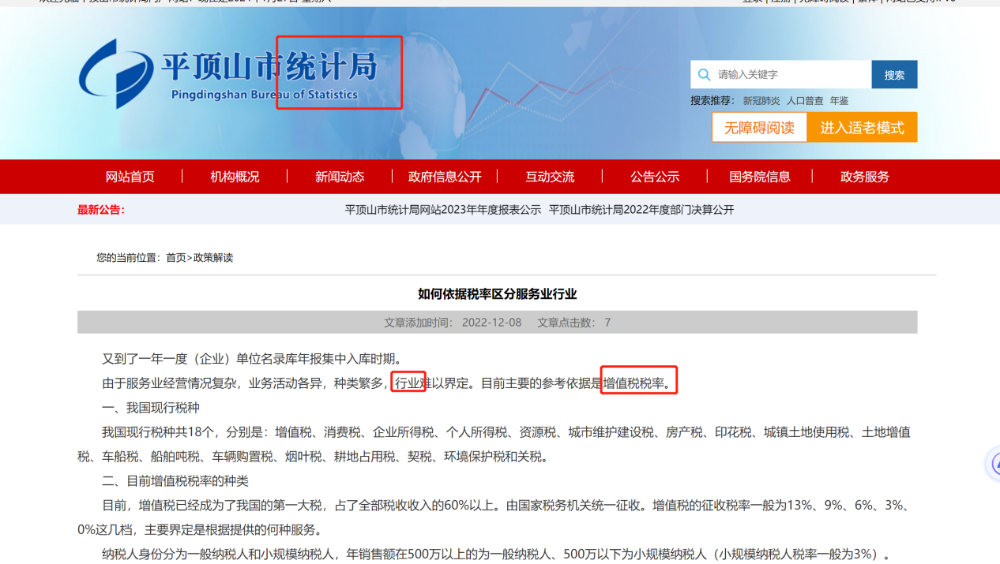 平顶山市统计局
Pingdingshan Bureau of Statistics
请输入关键字 搜索
搜索推荐： 新冠肺炎 人口普查 年鉴
无障碍阅读 进入适老模式
网站首页 机构概况 新闻动态 政府信息公开 互动交流 公告公示 国务院信息 政务服务
最新公告： 平顶山市统计局网站2023年年度报表公示 平顶山市统计局2022年度部门决算公开
您的当前位置：首页>政策解读
如何依据税率区分服务业行业
文章添加时间： 2022-12-08 文章点击数： 7
又到了一年一度（企业）单位名录库年报集中入库时期。
由于服务业经营情况复杂，业务活动各异，种类繁多，行业难以界定。目前主要的参考依据是增值税税率。
一、我国现行税种
我国现行税种共18个，分别是：增值税、消费税、企业所得税、个人所得税、资源税、城市维护建设税、房产税、印花税、城镇土地使用税、土地增值
税、车船税、船舶吨税、车辆购置税、烟叶税、耕地占用税、契税、环境保护税和关税。
二、目前增值税税率的种类
目前，增值税已经成为了我国的第一大税，占了全部税收收入的60%以上。由国家税务机关统一征收。增值税的征收税率一般为13%、9%、6%、3%、
0%这几档，主要界定是根据提供的何种服务。
纳税人身份分为一般纳税人和小规模纳税人，年销售额在500万以上的为一般纳税人、500万以下为小规模纳税人（小规模纳税人税率一般为3%）。